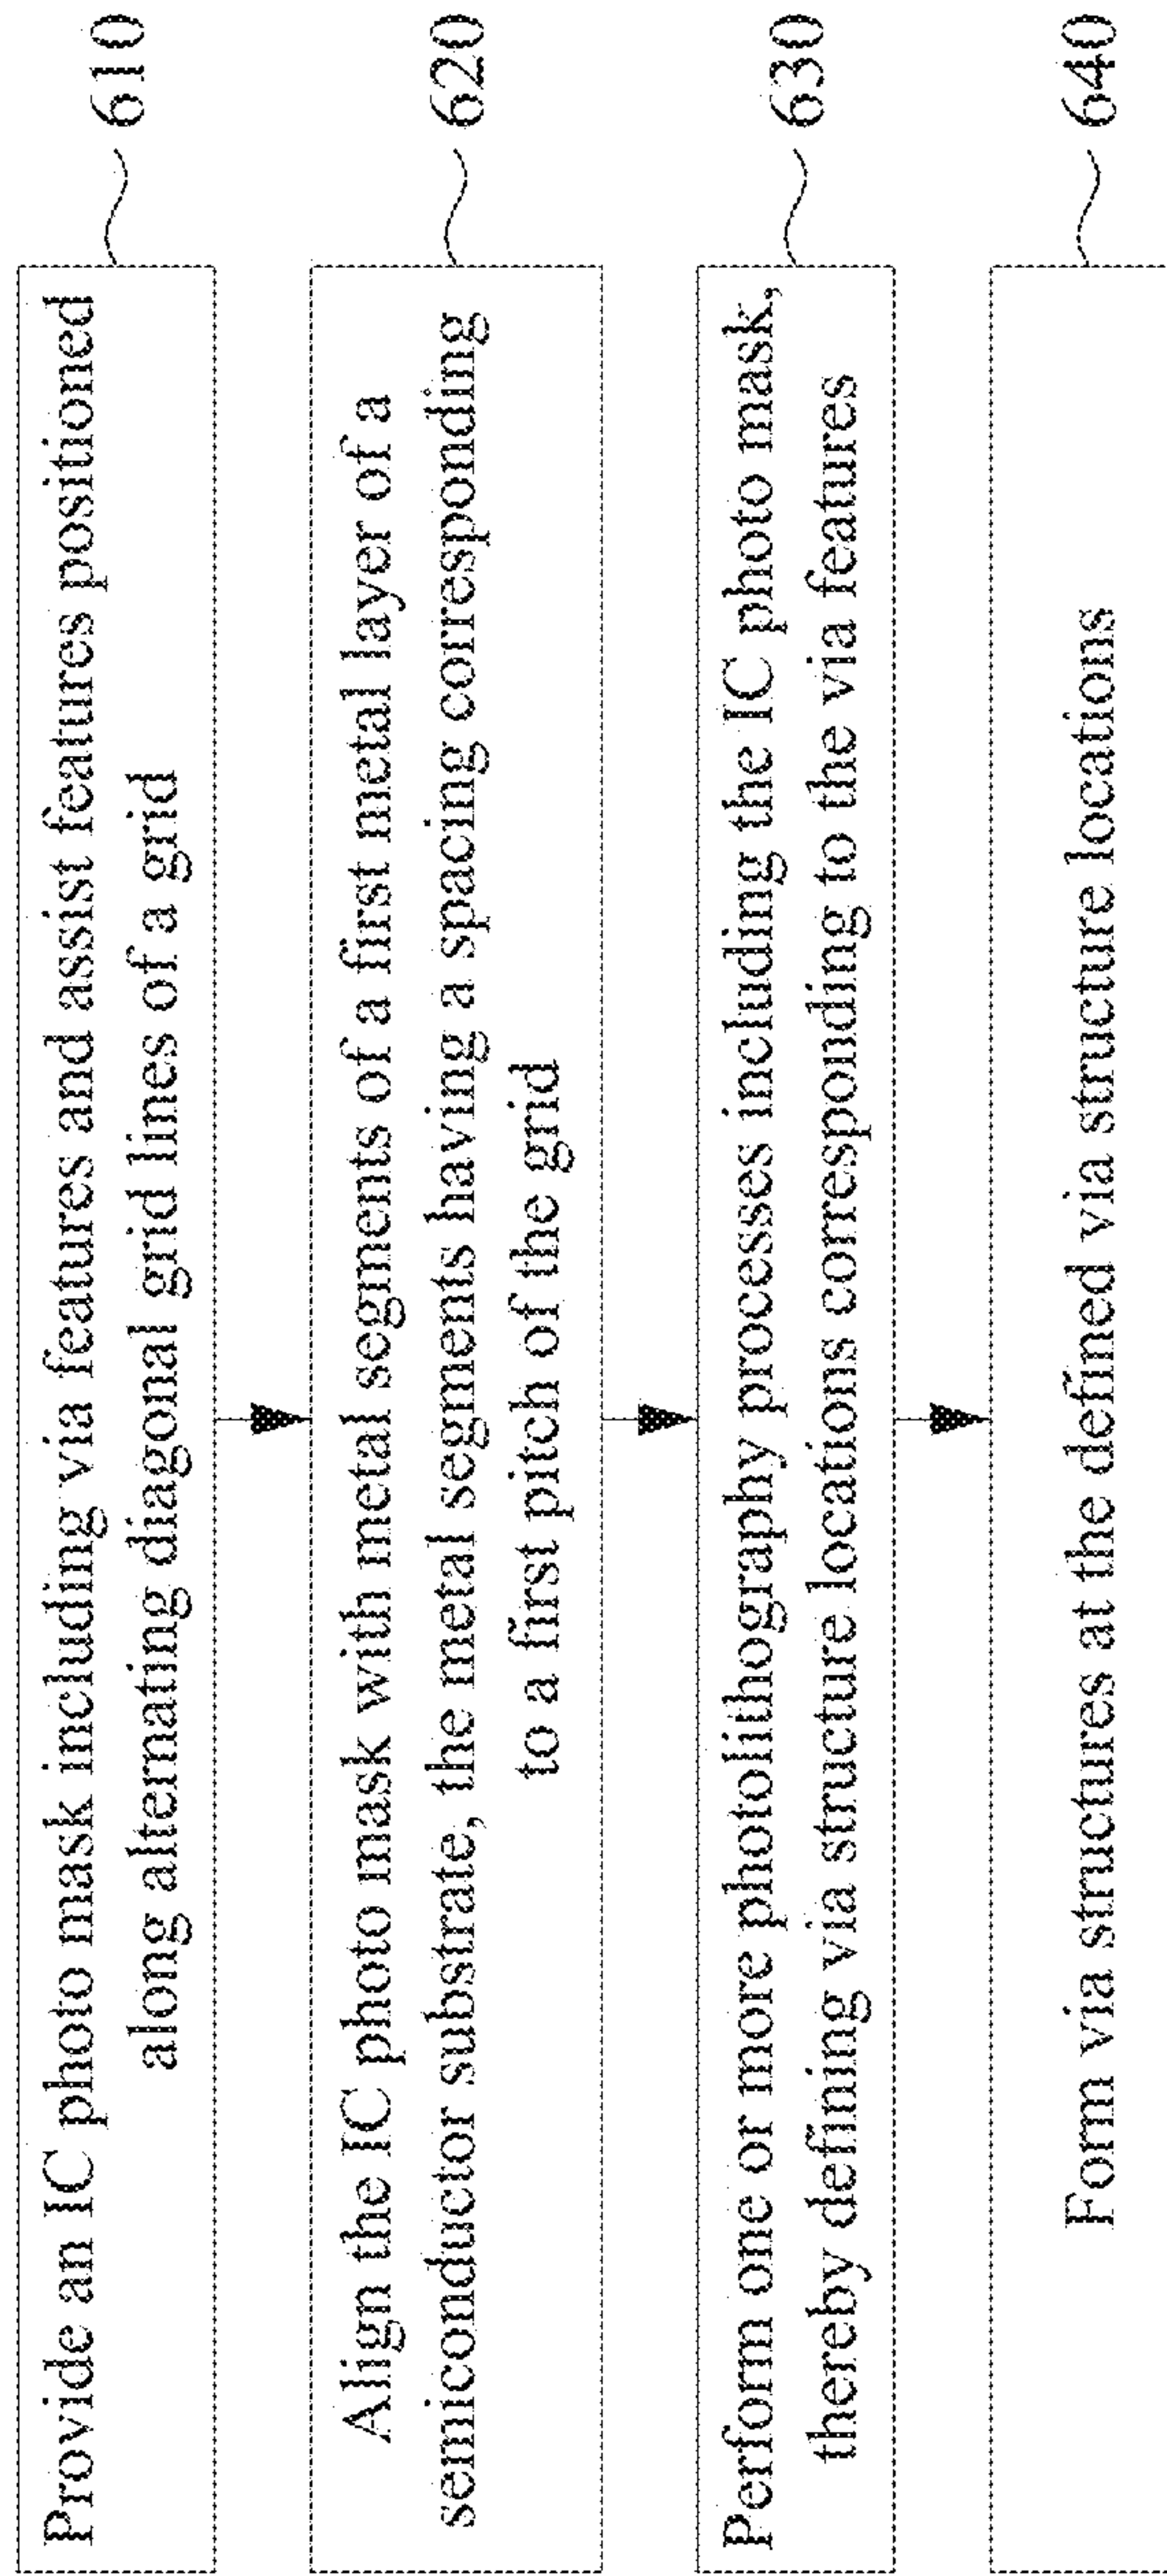 Provide an IC photo mask including via features and assist features positioned
along alternating diagonal grid lines of a grid
610
Align the IC photo mask with metal segments of a first metal layer of a
semiconductor substrate, the metal segments having a spacing corresponding
to a first pitch of the grid
620
Perform one or more photolithography processes including the IC photo mask,
thereby defining via structure locations corresponding to the via features
630
Form via structures at the defined via structure locations
640